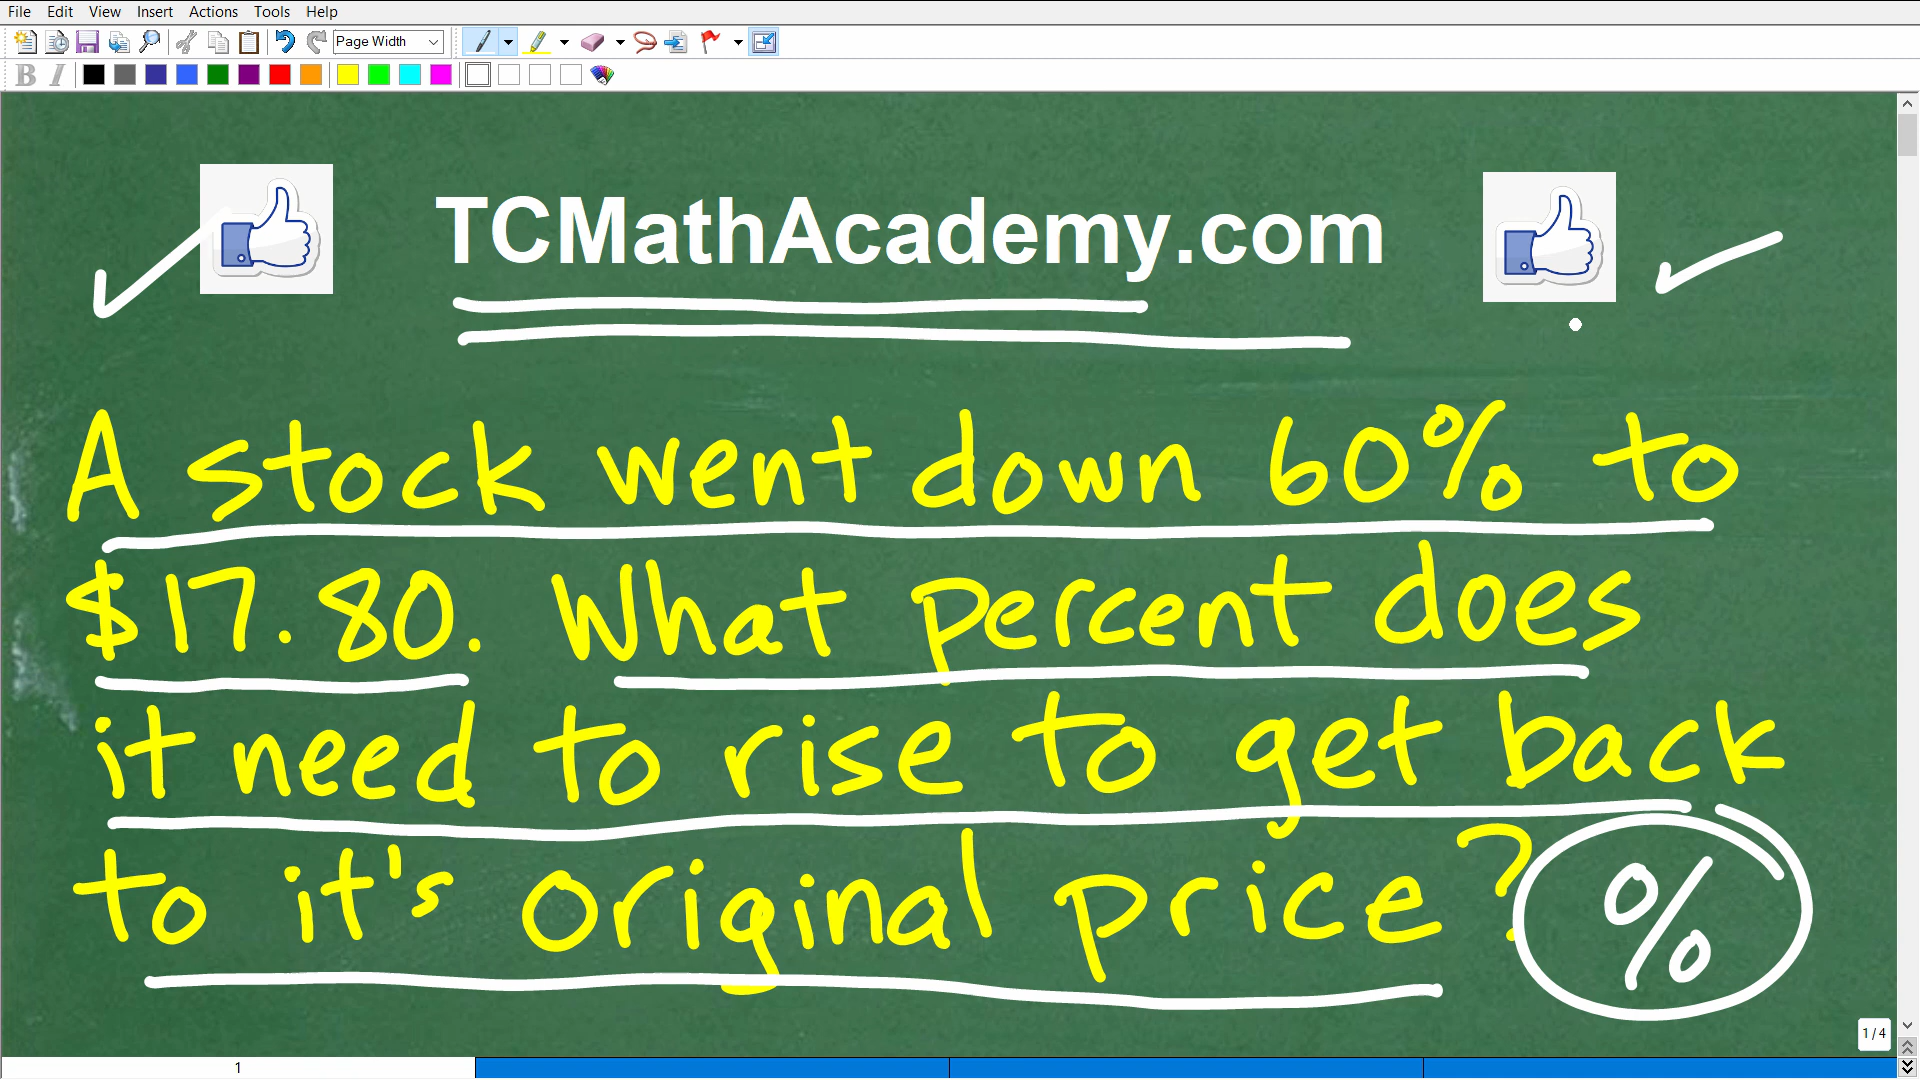 File Edit View Insert Actions Tools Help
Page Width
B I
TCMathAcademy.com
A stock went down 60% to
$17.80. What percent does
it need to rise to get back
to it's original price? %
1 / 4
1